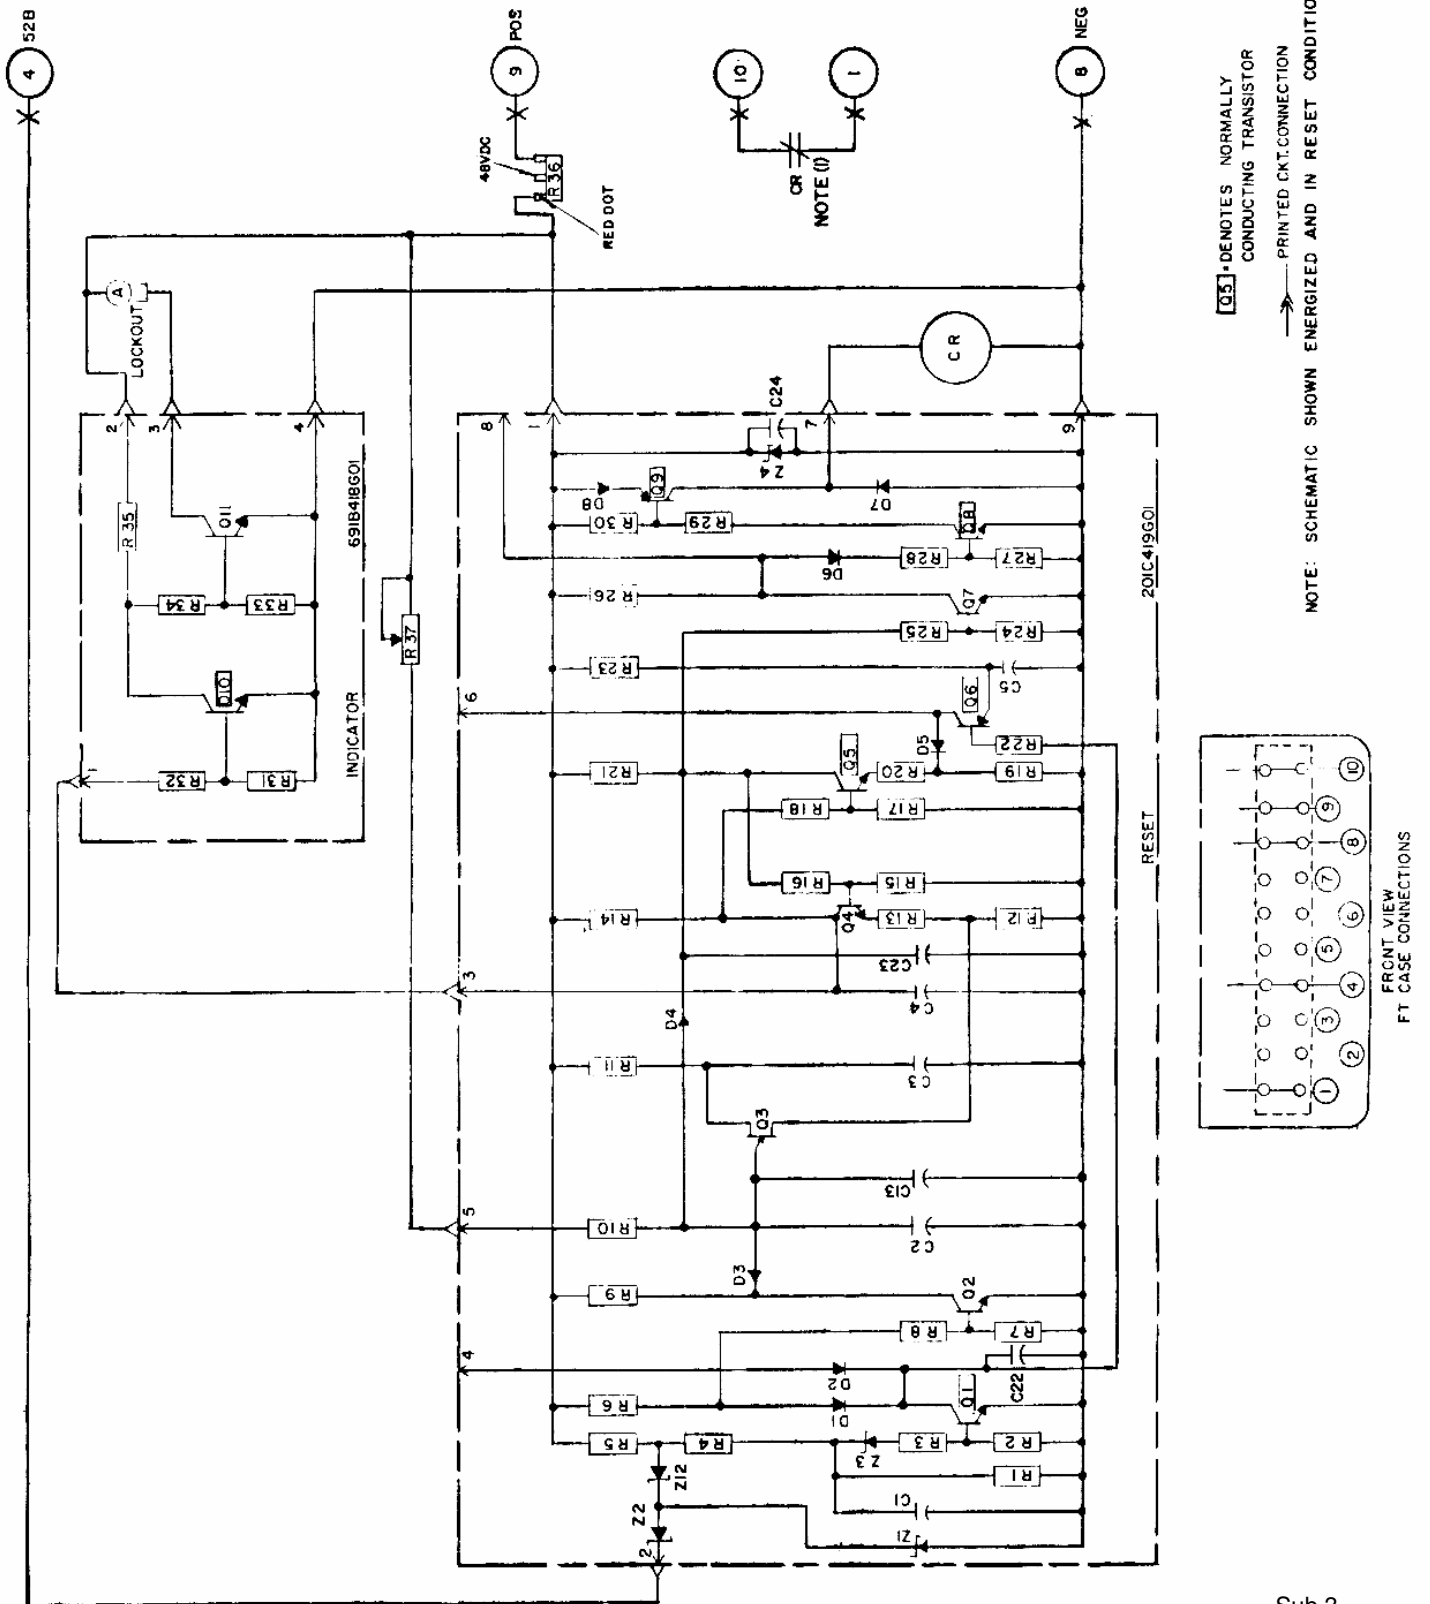 4
52B
9
POS
10
1
8
NEG
48VDC
R36
RED DOT
CR
NOTE (1)
Q5 • DENOTES NORMALLY
CONDUCTING TRANSISTOR
PRINTED CKT. CONNECTION
NOTE: SCHEMATIC SHOWN ENERGIZED AND IN RESET CONDITIO
A
LOCKOUT
2
3
4
R35
Q11
R34
R33
691B418G01
R32
R31
1
INDICATOR
R37
CR
8
1
7
9
C24
Z4
D8
Q9
D7
R30
R29
Q8
D6
R28
R27
R26
Q7
R25
R24
201C419G01
R23
C5
6
Q6
R22
D5
R21
Q5
R20
R19
R18
R17
R16
R15
R14
Q4
R13
R12
RESET
C23
3
C4
D4
R11
C3
Q3
C13
5
R10
C2
D3
R9
Q2
R8
R7
4
D2
C22
R6
D1
Q1
R5
R4
Z3
R3
R2
Z12
R1
Z2
C1
2
Z1
10
9
8
7
6
5
4
3
2
1
FRONT VIEW
FT CASE CONNECTIONS